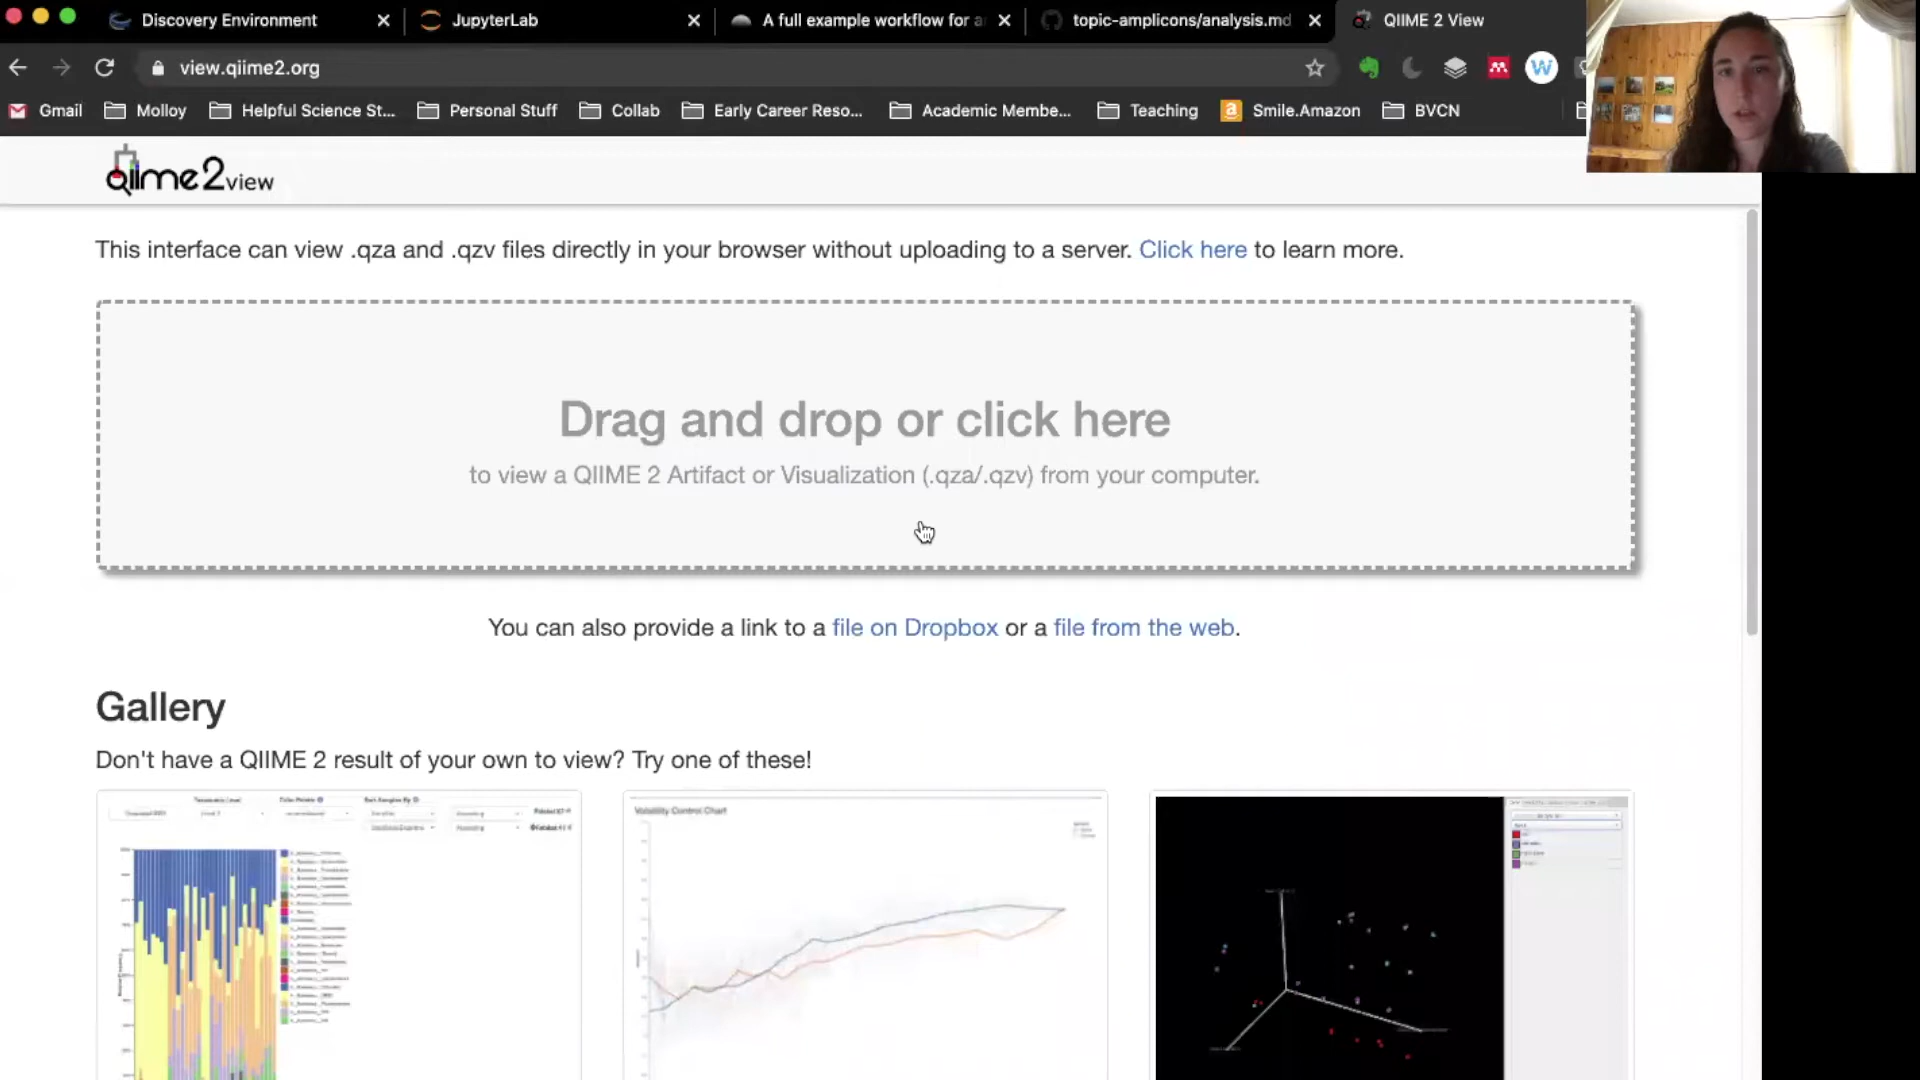 Discovery Environment
JupyterLab
A full example workflow for a
topic-amplicons/analysis.md
QIIME 2 View
view.qiime2.org
W
Gmail
Molloy
Helpful Science St...
Personal Stuff
Collab
Early Career Reso...
Academic Membe...
Teaching
Smile.Amazon
BVCN
qiime2view
This interface can view .qza and .qzv files directly in your browser without uploading to a server. Click here to learn more.
Drag and drop or click here
to view a QIIME 2 Artifact or Visualization (.qza/.qzv) from your computer.
You can also provide a link to a file on Dropbox or a file from the web.
Gallery
Don't have a QIIME 2 result of your own to view? Try one of these!
Volatility Control Chart